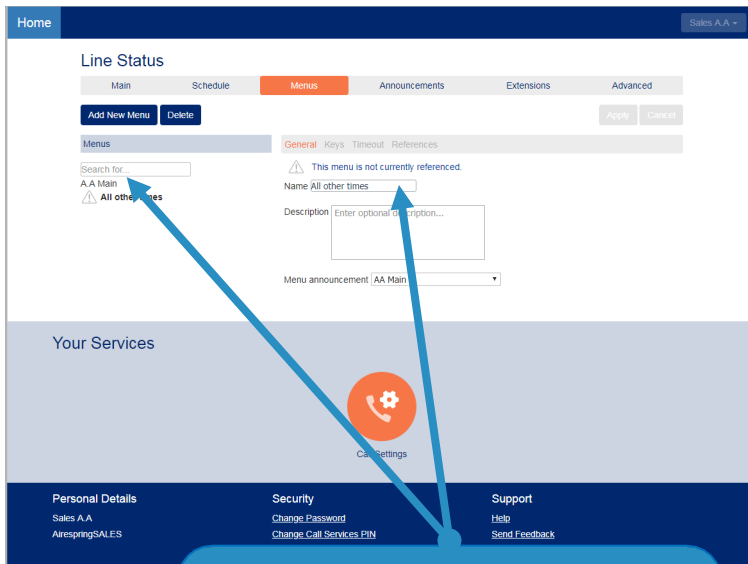 Home
Sales A.A
Line Status
Main Schedule Menus Announcements Extensions Advanced
Add New Menu Delete Apply Cancel
Menus
Search for...
A.A Main
All other times
General Keys Timeout References
This menu is not currently referenced.
Name All other times
Description Enter optional description...
Menu announcement AA Main
Your Services
Call Settings
Personal Details
Sales A.A
AirespringSALES
Security
Change Password
Change Call Services PIN
Support
Help
Send Feedback